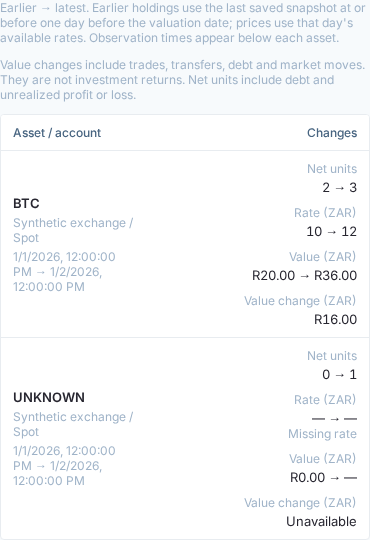 Earlier → latest. Earlier holdings use the last saved snapshot at or
before one day before the valuation date; prices use that day's
available rates. Observation times appear below each asset.
Value changes include trades, transfers, debt and market moves.
They are not investment returns. Net units include debt and
unrealized profit or loss.
Asset / account
Changes
BTC
Synthetic exchange /
Spot
1/1/2026, 12:00:00
PM → 1/2/2026,
12:00:00 PM
Net units
2 → 3
Rate (ZAR)
10 → 12
Value (ZAR)
R20.00 → R36.00
Value change (ZAR)
R16.00
UNKNOWN
Synthetic exchange /
Spot
1/1/2026, 12:00:00
PM → 1/2/2026,
12:00:00 PM
Net units
0 → 1
Rate (ZAR)
— → —
Missing rate
Value (ZAR)
R0.00 → —
Value change (ZAR)
Unavailable